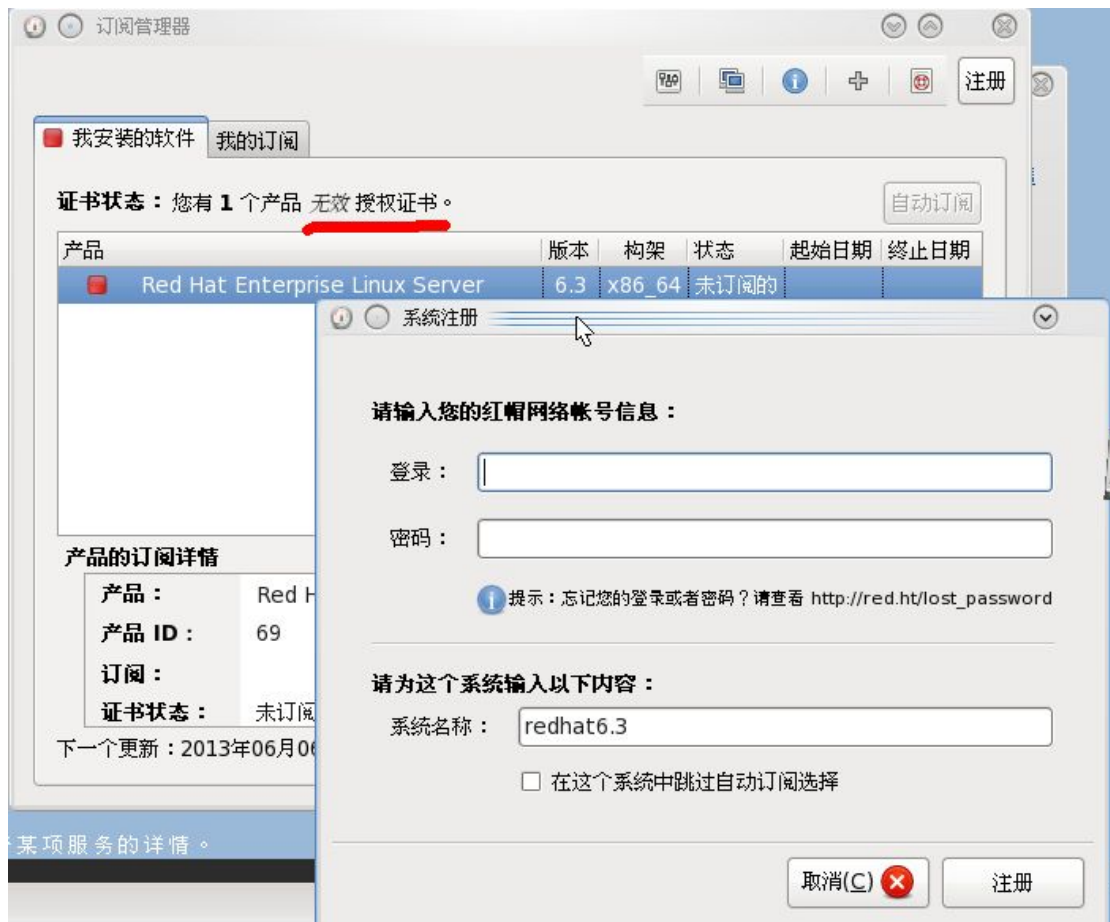 订阅管理器
注册
我安装的软件 我的订阅
证书状态：您有 1 个产品 无效 授权证书。
自动订阅
产品 版本 构架 状态 起始日期 终止日期
Red Hat Enterprise Linux Server 6.3 x86_64 未订阅的
系统注册
请输入您的红帽网络帐号信息：
登录：
密码：
提示：忘记您的登录或者密码？请查看 http://red.ht/lost_password
请为这个系统输入以下内容：
系统名称： redhat6.3
在这个系统中跳过自动订阅选择
取消(C) 注册
产品的订阅详情
产品： Red H
产品 ID： 69
订阅：
证书状态： 未订阅
下一个更新：2013年06月06
某项服务的详情。